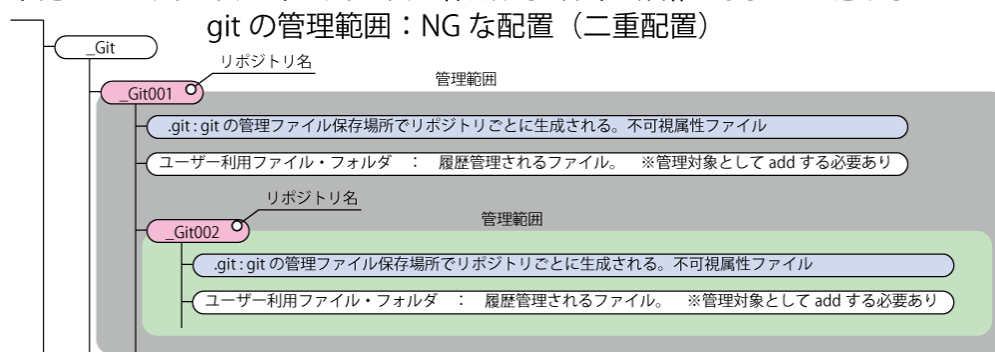 git の管理範囲：NG な配置（二重配置）
_Git
リポジトリ名
管理範囲
_Git001
.git : git の管理ファイル保存場所でリポジトリごとに生成される。不可視属性ファイル
ユーザー利用ファイル・フォルダ　：　履歴管理されるファイル。　※管理対象として add する必要あり
リポジトリ名
管理範囲
_Git002
.git : git の管理ファイル保存場所でリポジトリごとに生成される。不可視属性ファイル
ユーザー利用ファイル・フォルダ　：　履歴管理されるファイル。　※管理対象として add する必要あり